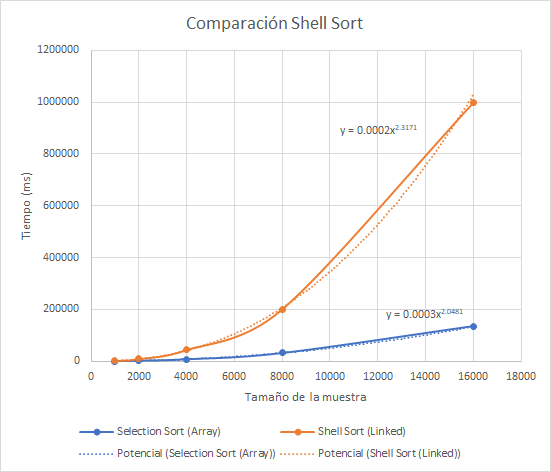 Comparación Shell Sort
1200000
1000000
800000
600000
400000
200000
0
Tiempo (ms)
y = 0.0002x^2.3171
y = 0.0003x^2.0481
0 2000 4000 6000 8000 10000 12000 14000 16000 18000
Tamaño de la muestra
Selection Sort (Array) Shell Sort (Linked)
Potencial (Selection Sort (Array)) Potencial (Shell Sort (Linked))